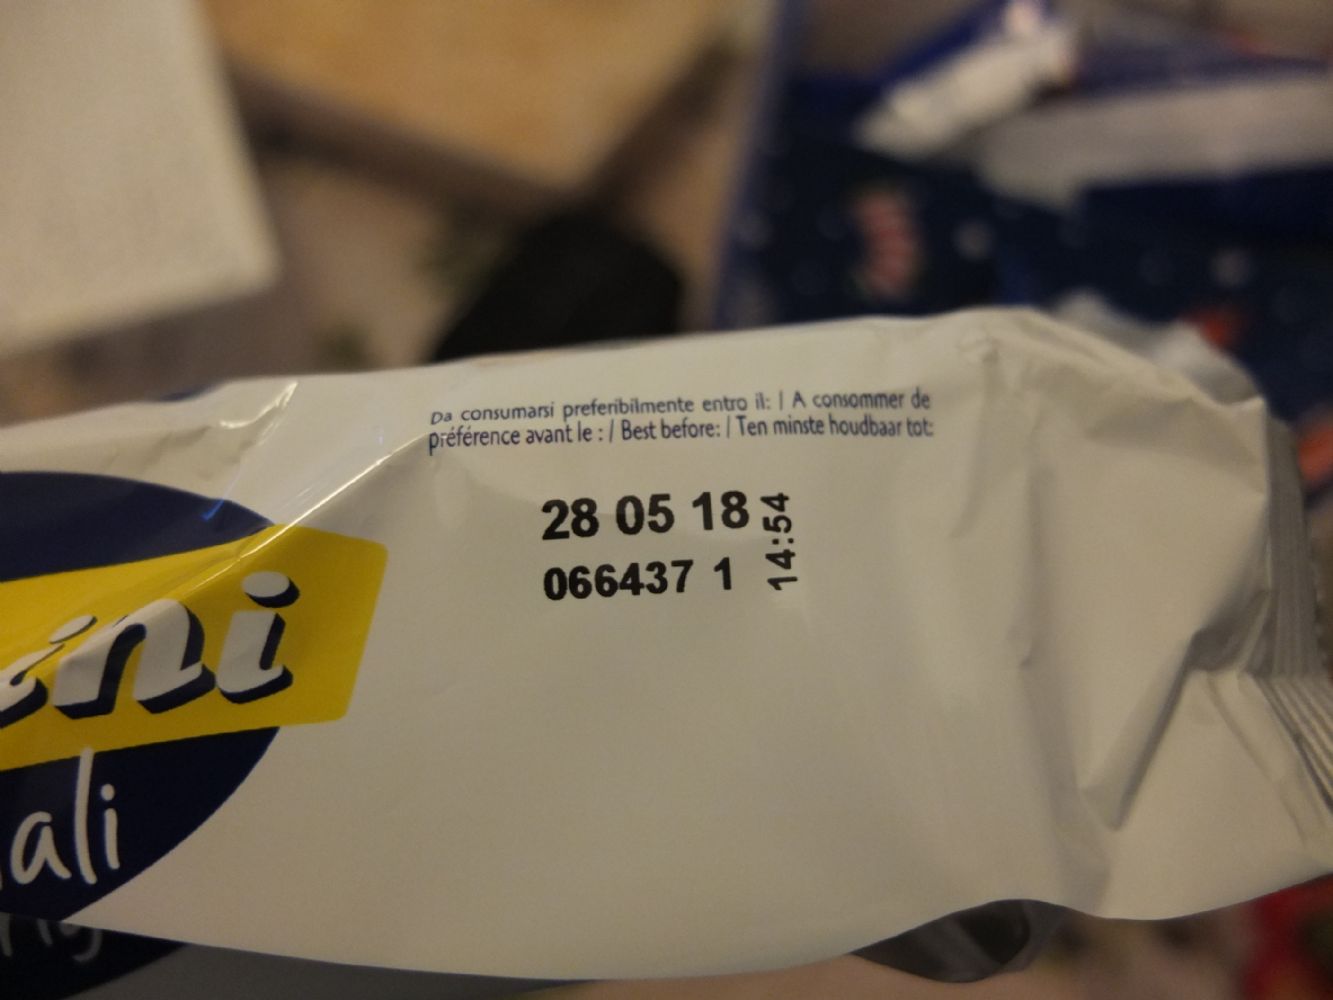 Da consumarsi preferibilmente entro il: | A consommer de
préférence avant le : / Best before: / Ten minste houdbaar tot:
28 05 18
14:54
066437 1
ini
ali